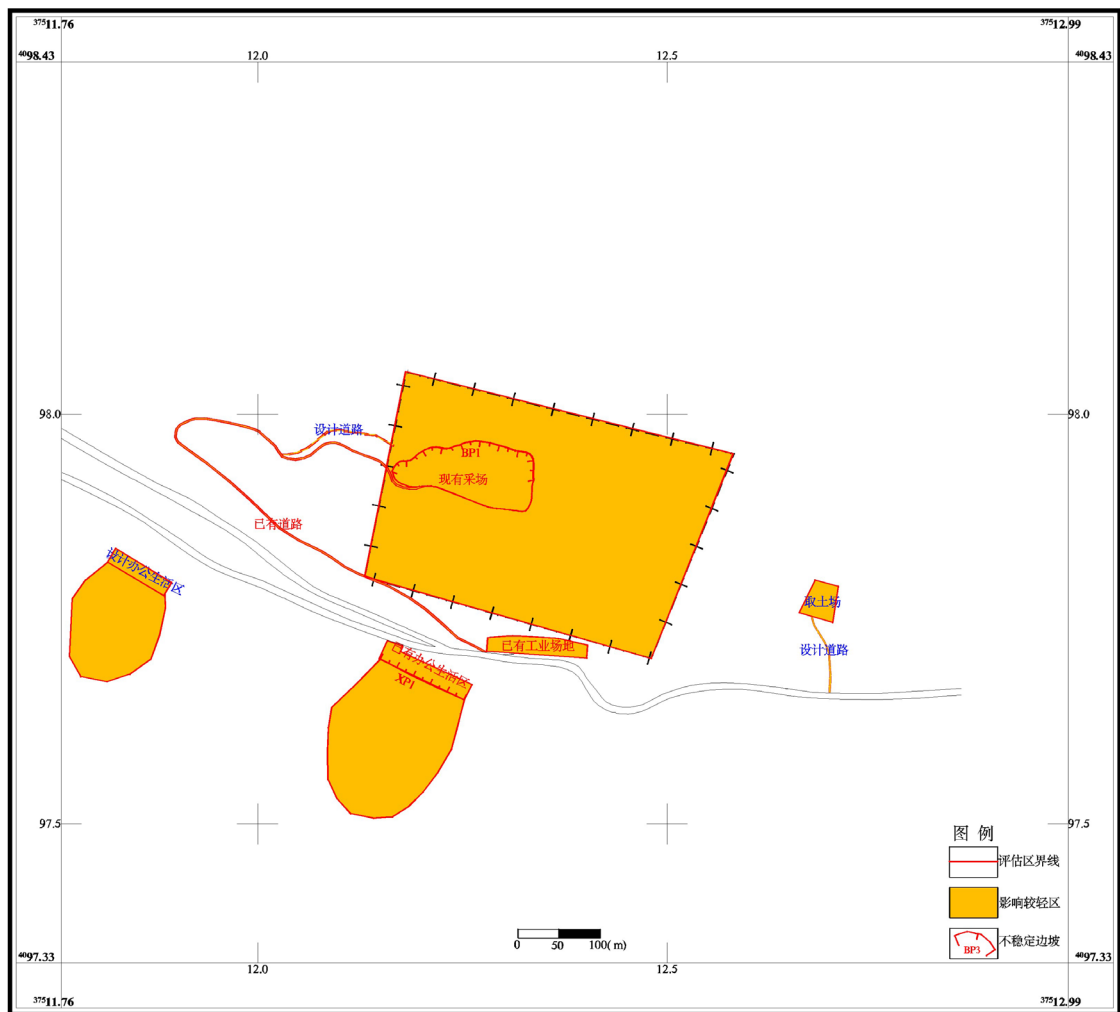 37511.76
37512.99
4098.43
12.0
12.5
4098.43
98.0
98.0
设计道路
BP1
现有采场
已有道路
设计办公生活区
取土场
已有办公生活区
已有工业场地
设计道路
XP1
97.5
97.5
图 例
评估区界线
影响较轻区
不稳定边坡
BP3
0 50 100(m)
4097.33
12.0
12.5
4097.33
37511.76
37512.99